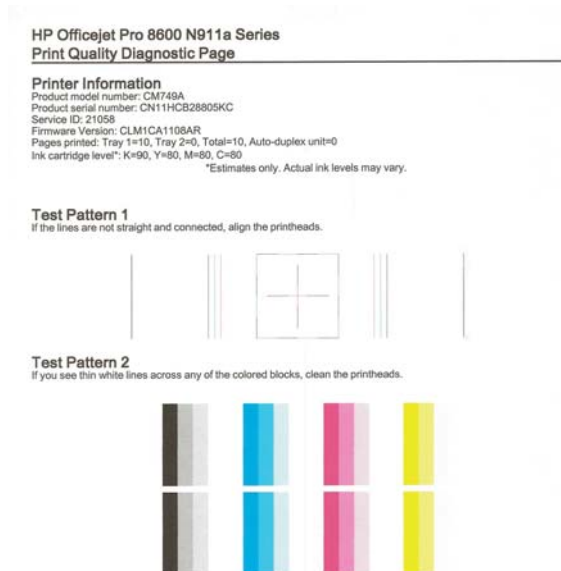 HP Officejet Pro 8600 N911a Series
Print Quality Diagnostic Page
Printer Information
Product model number: CM749A
Product serial number: CN11HCB28805KC
Service ID: 21058
Firmware Version: CLM1CA1108AR
Pages printed: Tray 1=10, Tray 2=0, Total=10, Auto-duplex unit=0
Ink cartridge level*: K=90, Y=80, M=80, C=80
*Estimates only. Actual ink levels may vary.
Test Pattern 1
If the lines are not straight and connected, align the printheads.
Test Pattern 2
If you see thin white lines across any of the colored blocks, clean the printheads.